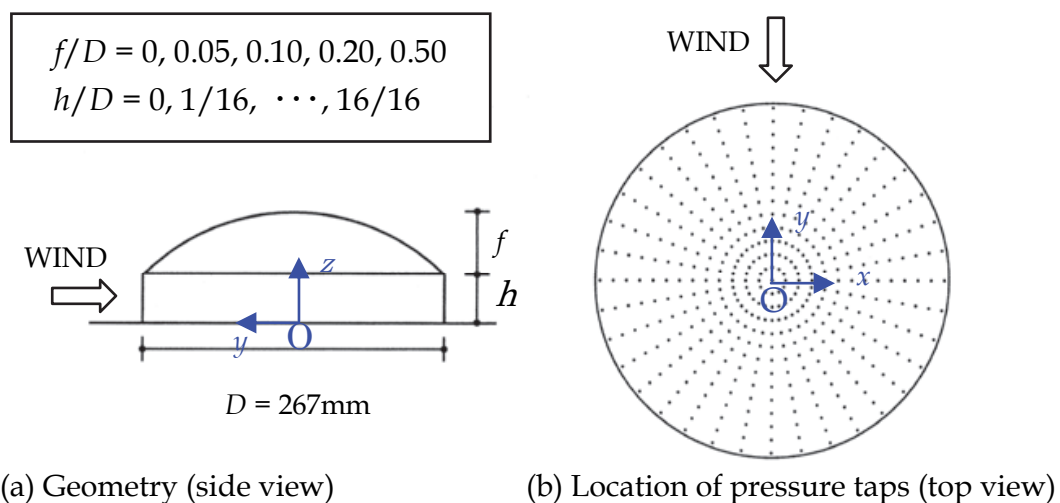 f/D = 0, 0.05, 0.10, 0.20, 0.50
h/D = 0, 1/16, ···, 16/16
WIND
f
z
h
O
y
D = 267mm
(a) Geometry (side view)
WIND
y
x
O
(b) Location of pressure taps (top view)